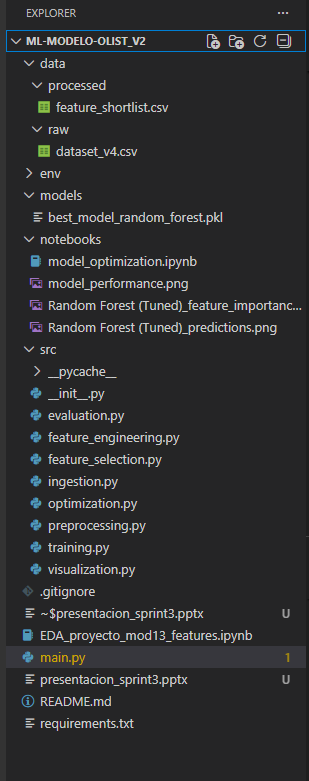 EXPLORER
ML-MODELO-OLIST_V2
data
processed
feature_shortlist.csv
raw
dataset_v4.csv
env
models
best_model_random_forest.pkl
notebooks
model_optimization.ipynb
model_performance.png
Random Forest (Tuned)_feature_importanc...
Random Forest (Tuned)_predictions.png
src
__pycache__
__init__.py
evaluation.py
feature_engineering.py
feature_selection.py
ingestion.py
optimization.py
preprocessing.py
training.py
visualization.py
.gitignore
~$presentacion_sprint3.pptx U
EDA_proyecto_mod13_features.ipynb
main.py 1
presentacion_sprint3.pptx U
README.md
requirements.txt